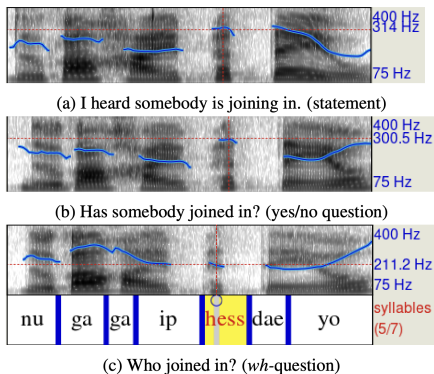 400 Hz
314 Hz
75 Hz
(a) I heard somebody is joining in. (statement)
400 Hz
300.5 Hz
75 Hz
(b) Has somebody joined in? (yes/no question)
400 Hz
211.2 Hz
75 Hz
nu ga ga ip hess dae yo
syllables
(5/7)
(c) Who joined in? (wh-question)